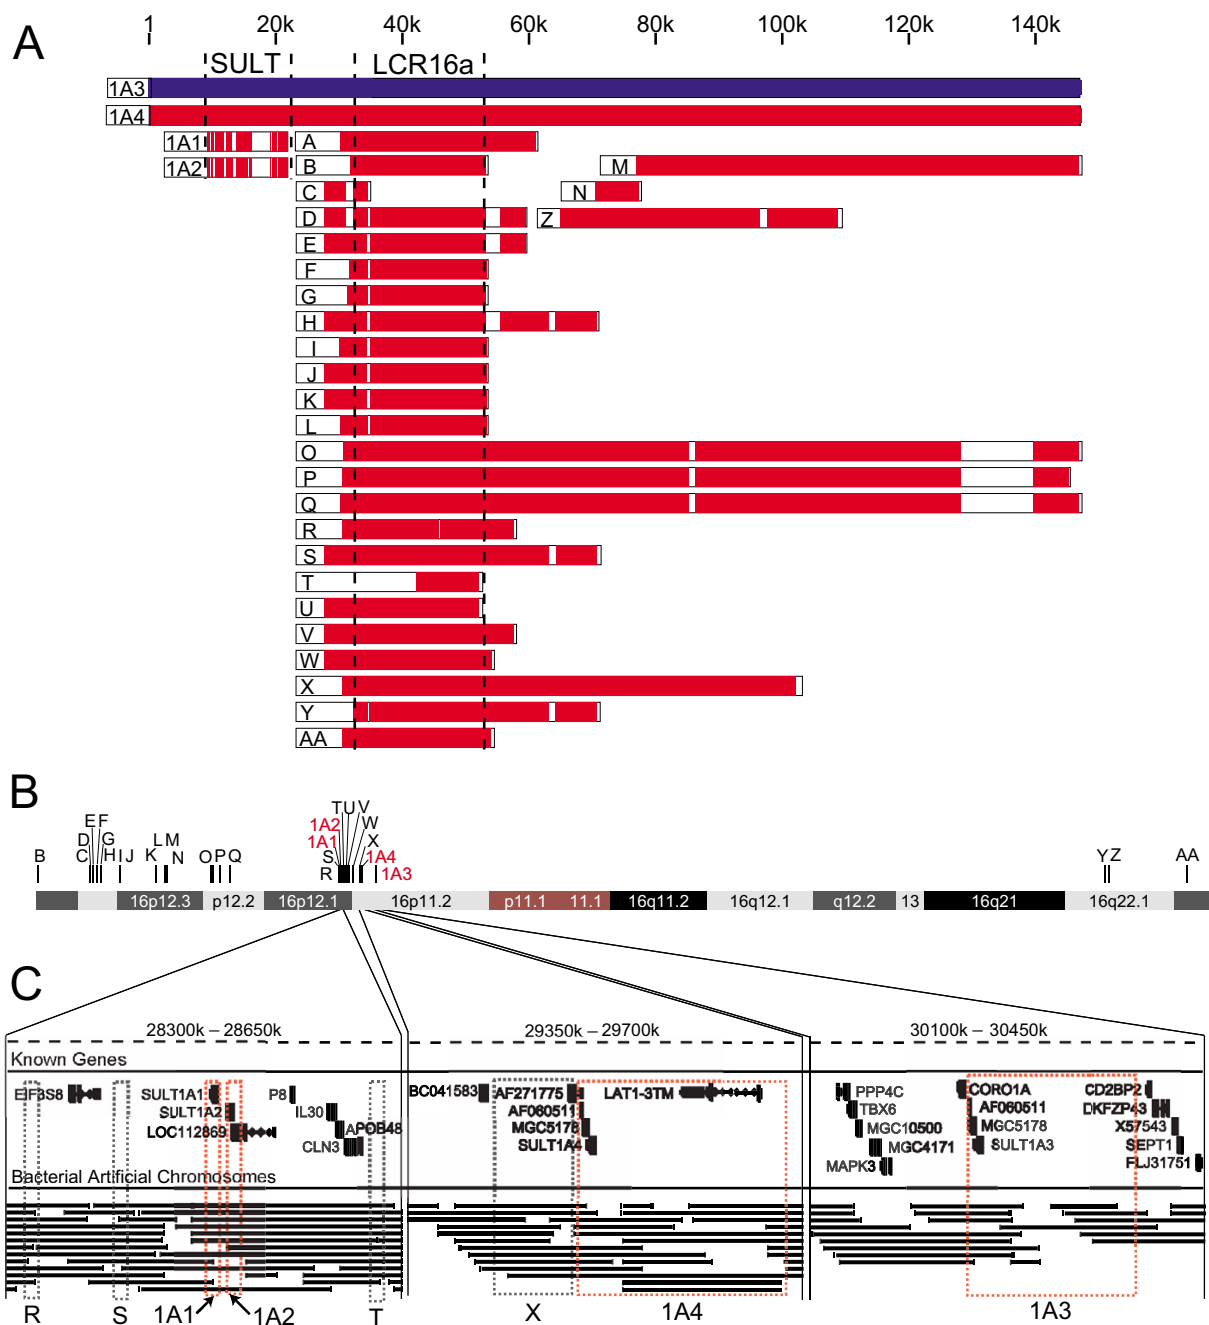 A
1 20k 40k 60k 80k 100k 120k 140k
SULT LCR16a
1A3
1A4
1A1 A
1A2 B M
C N
D Z
E
F
G
H
I
J
K
L
O
P
Q
R
S
T
U
V
W
X
Y
AA
B
T U V
E F 1A2 W
D G 1A1 X
B C H I J K L M N O P Q S R 1A4 1A3 Y Z AA
16p12.3 p12.2 16p12.1 16p11.2 p11.1 11.1 16q11.2 16q12.1 q12.2 13 16q21 16q22.1
C
28300k – 28650k 29350k – 29700k 30100k – 30450k
Known Genes
EIF3S8 SULT1A1 P8 BC041583 AF271775 LAT1-3TM PPP4C CORO1A CD2BP2
SULT1A2 IL30 AF060511 TBX6 AF060511 DKFZP43
LOC112869 APOB48 MGC5178 MGC10500 MGC5178 X57543
CLN3 SULT1A4 MGC4171 SULT1A3 SEPT1
MAPK3 FLJ31751
Bacterial Artificial Chromosomes
R S 1A1 1A2 T X 1A4 1A3